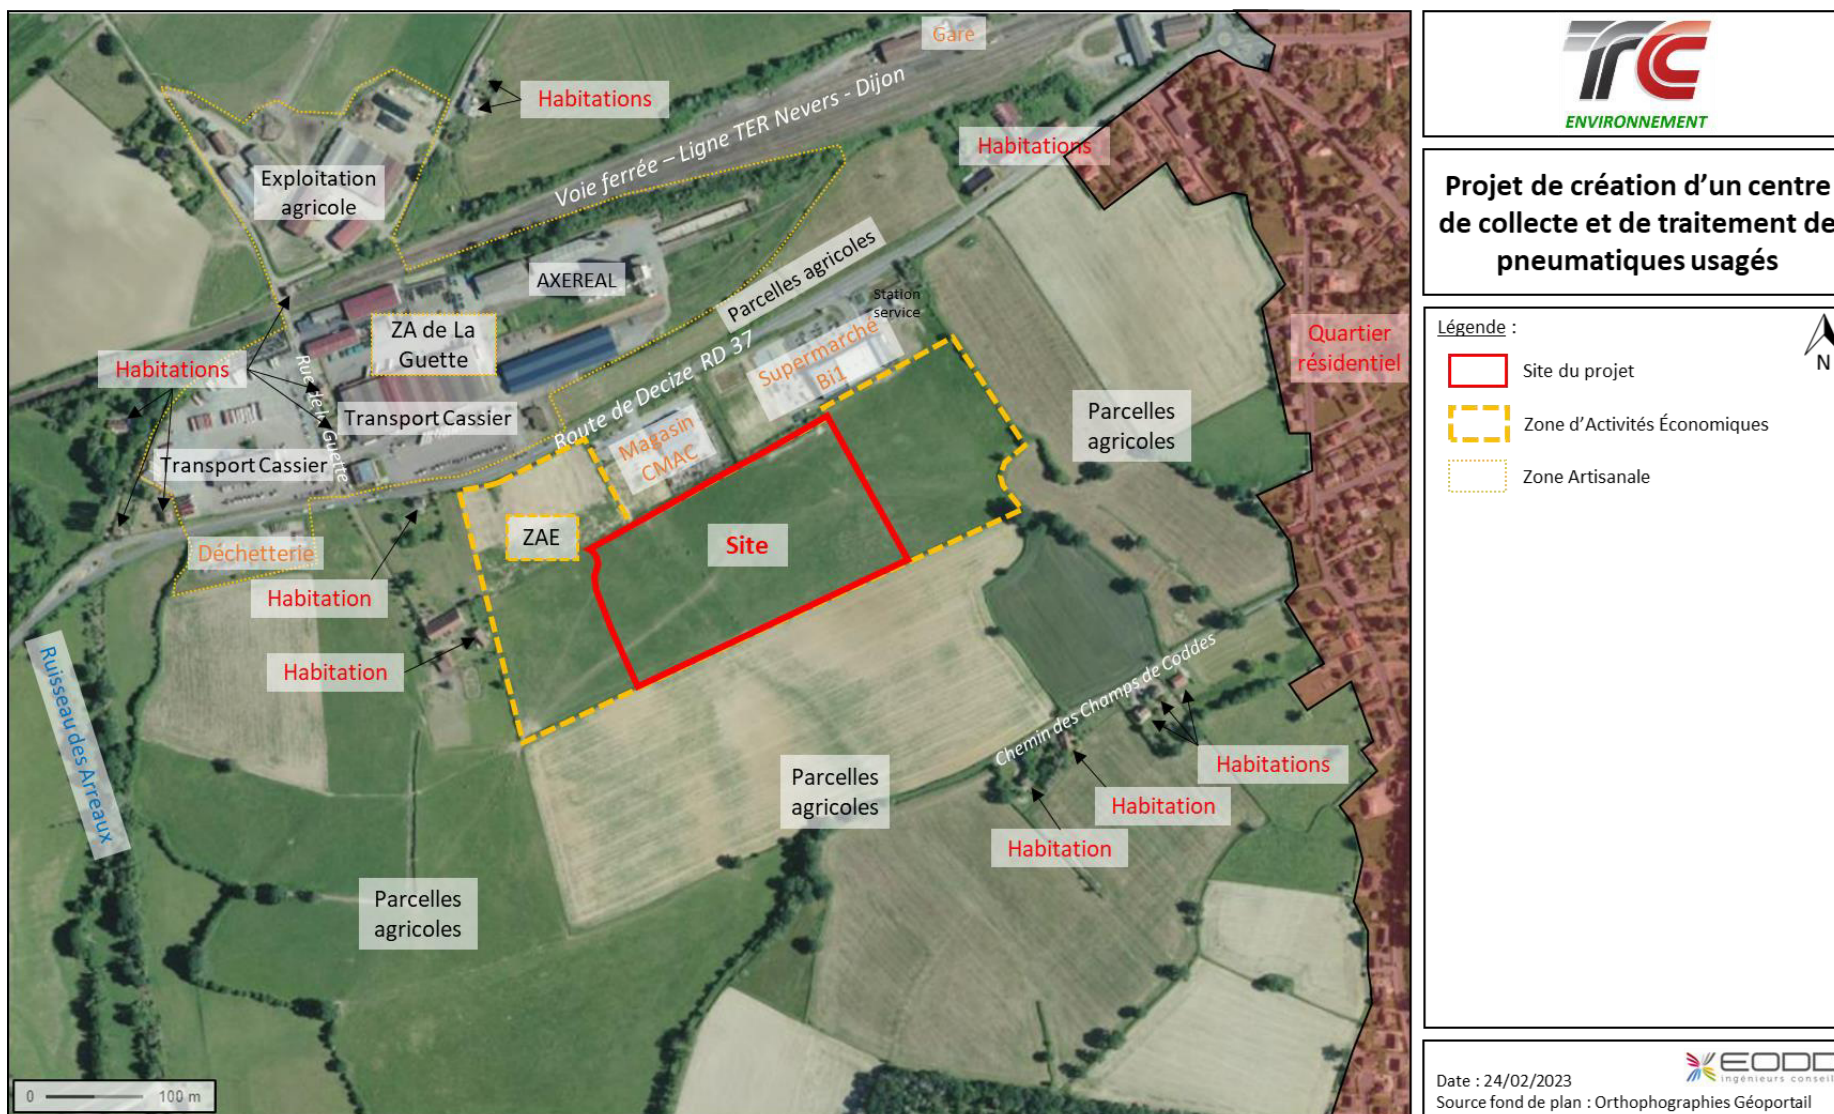 Gare
Habitations
Voie ferrée – Ligne TER Nevers - Dijon
Habitations
Exploitation
agricole
AXEREAL
Parcelles agricoles
Station
service
ZA de La
Guette
Supermarché
Bi1
Habitations
Rue de la Guette
Route de Decize RD 37
Transport Cassier
Transport Cassier
Magasin
CMAC
Quartier
résidentiel
Parcelles
agricoles
ZAE
Site
Déchetterie
Habitation
Habitation
Ruisseau des Arreaux
Chemin des Champs de Coddes
Habitations
Habitation
Habitation
Parcelles
agricoles
Parcelles
agricoles
0 100 m
TC
ENVIRONNEMENT
Projet de création d’un centre
de collecte et de traitement de
pneumatiques usagés
Légende :
N
Site du projet
Zone d’Activités Économiques
Zone Artisanale
EODD
ingénieurs conseil
Date : 24/02/2023
Source fond de plan : Orthophographies Géoportail